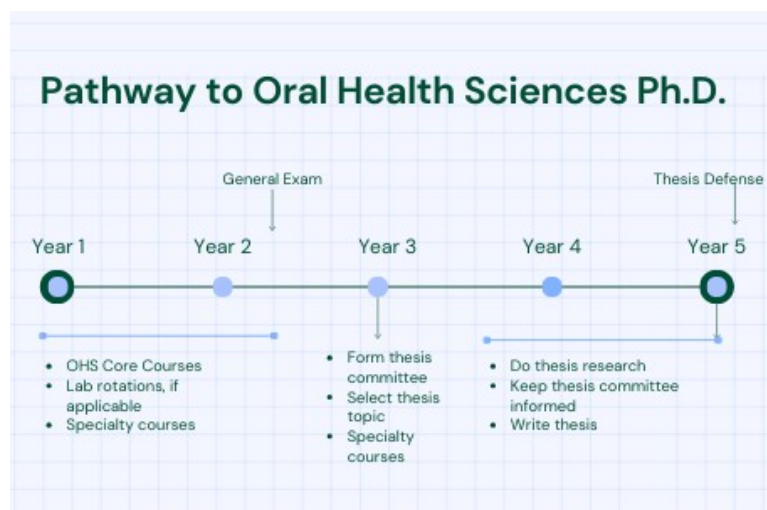 Pathway to Oral Health Sciences Ph.D.
General Exam
Thesis Defense
Year 1
Year 2
Year 3
Year 4
Year 5
• OHS Core Courses
• Lab rotations, if
applicable
• Specialty courses
• Form thesis
committee
• Select thesis
topic
• Specialty
courses
• Do thesis research
• Keep thesis committee
informed
• Write thesis